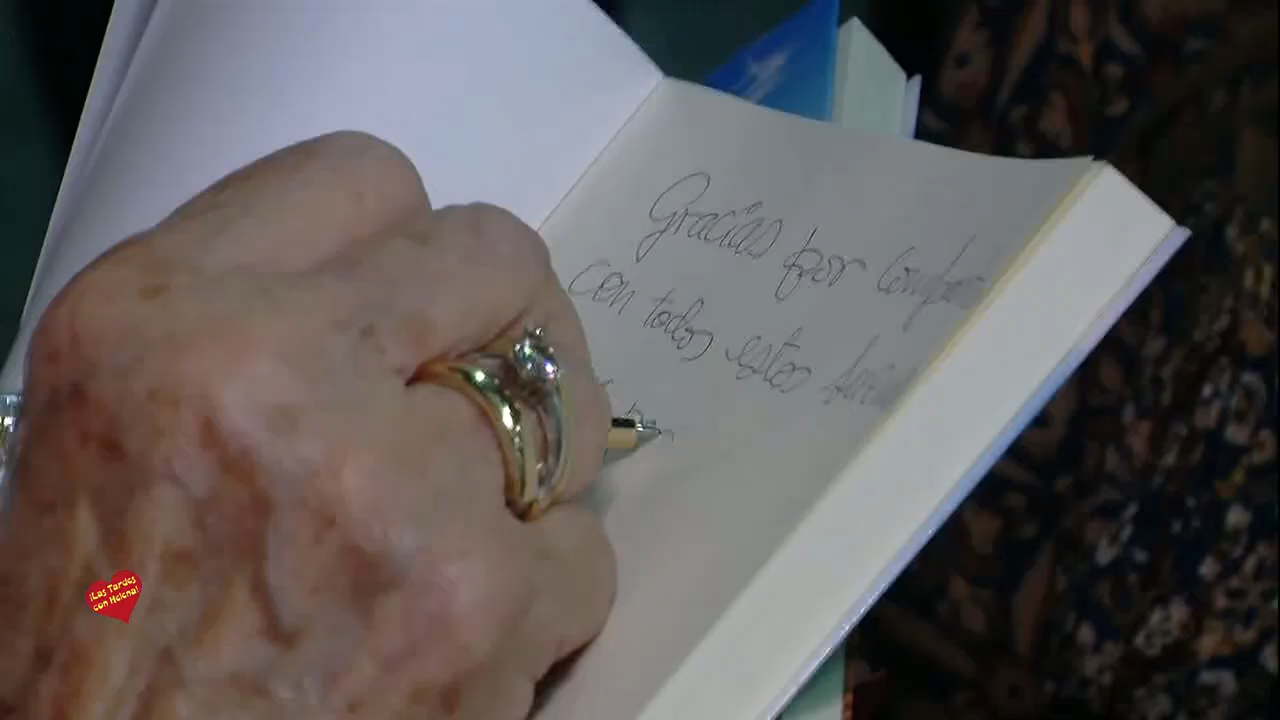 Gracias por
con todos estos
¡Las Tardes
con Helena!